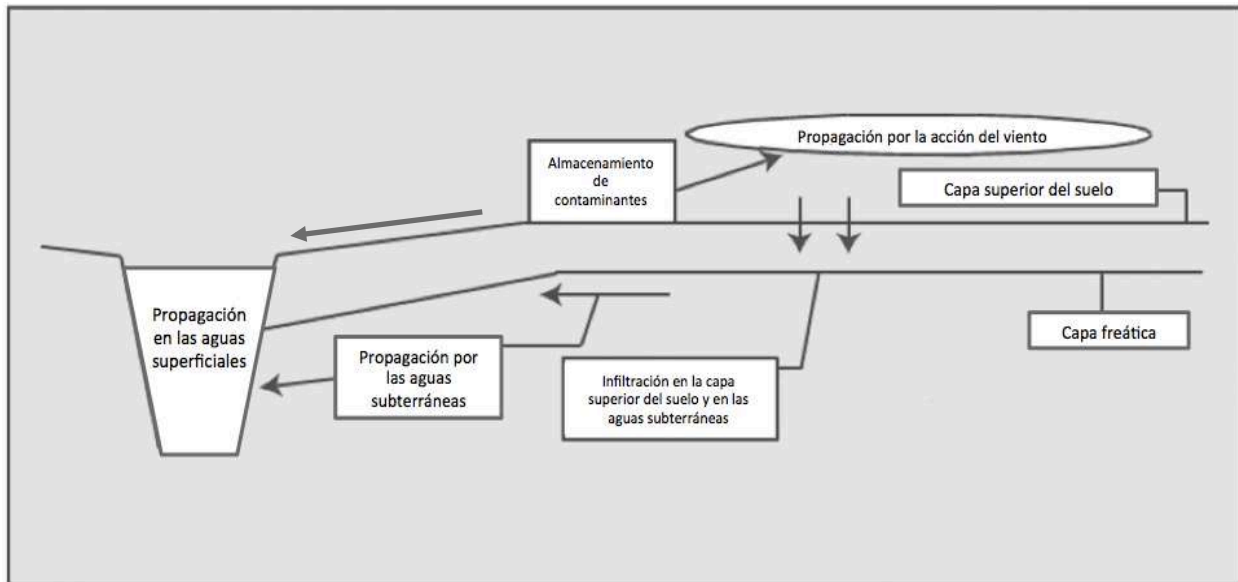 Propagación por la acción del viento
Almacenamiento
de
contaminantes
Capa superior del suelo
Propagación
en las aguas
superficiales
Capa freática
Propagación por
las aguas
subterráneas
Infiltración en la capa
superior del suelo y en las
aguas subterráneas